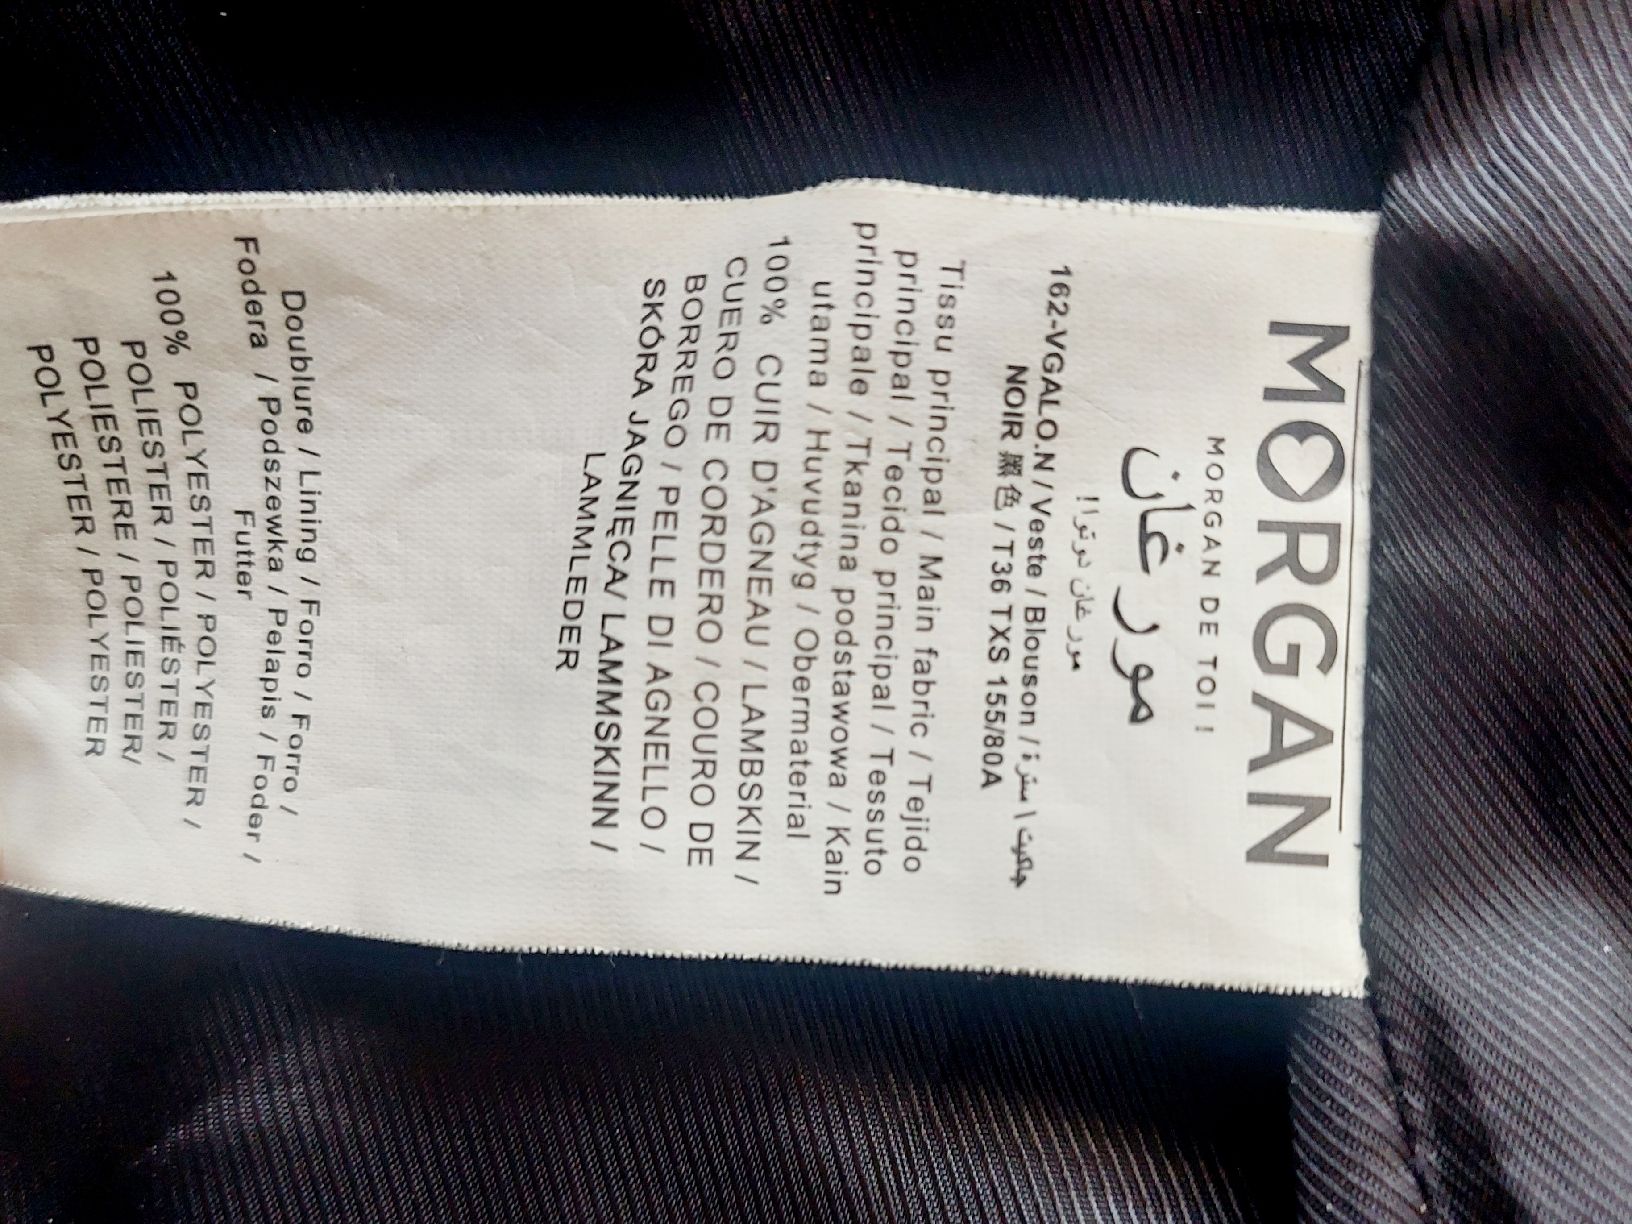 MORGAN
MORGAN DE TOI !
مورغان
مورغان دوتوا !
162-VGALO.N / Veste / Blouson / جاكيت \ سترة
NOIR 黑色 / T36 TXS 155/80A
Tissu principal / Main fabric / Tejido
principal / Tecido principal / Tessuto
principale / Tkanina podstawowa / Kain
utama / Huvudtyg / Obermaterial
100% CUIR D'AGNEAU / LAMBSKIN /
CUERO DE CORDERO / COURO DE
BORREGO / PELLE DI AGNELLO /
SKÓRA JAGNIĘCA/ LAMMSKINN /
LAMMLEDER
Doublure / Lining / Forro / Forro /
Fodera / Podszewka / Pelapis / Foder /
Futter
100% POLYESTER / POLYESTER /
POLIESTER / POLIÉSTER /
POLIESTERE / POLIESTER/
POLYESTER / POLYESTER